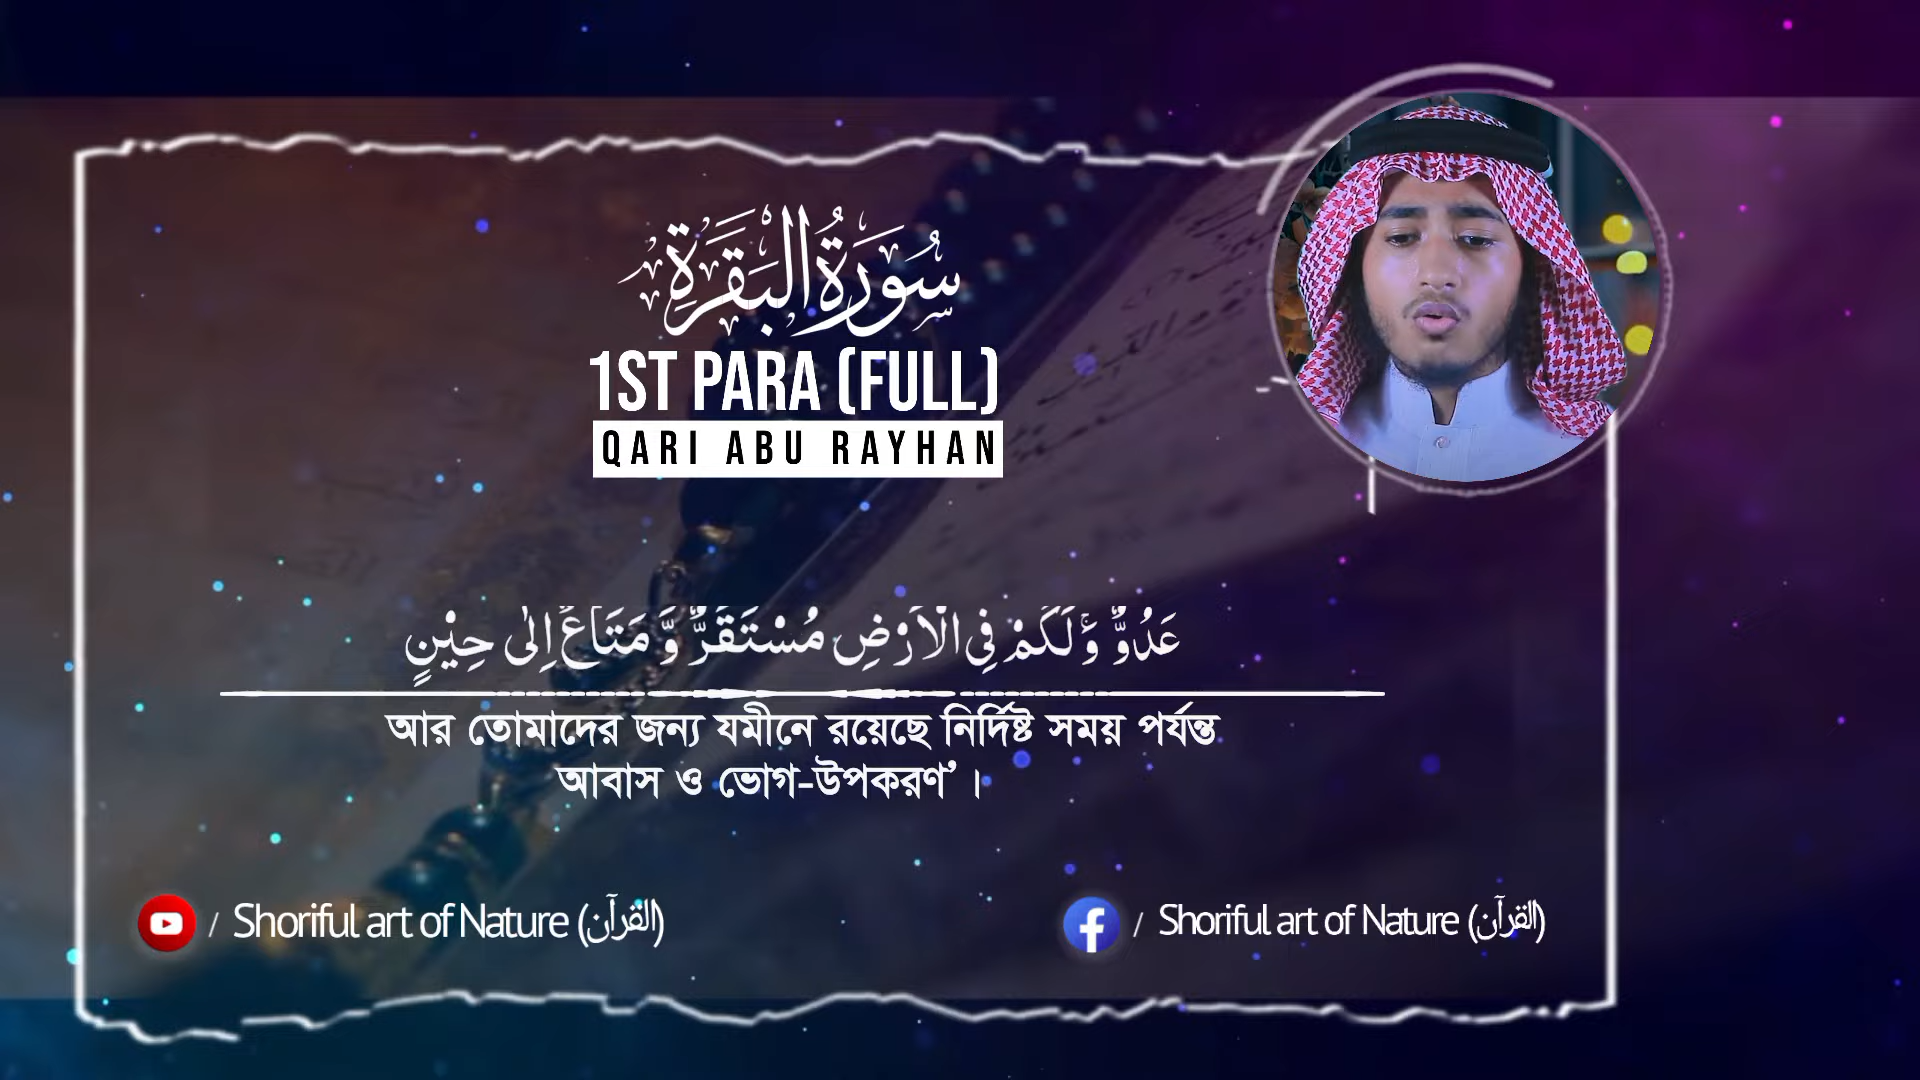 سُورَةُ البَقَرَةِ
1ST PARA (FULL)
QARI ABU RAYHAN
عَدُوٌّ ۚ وَلَكُمْ فِى الْاَرْضِ مُسْتَقَرٌّ وَّ مَتَاعٌ اِلٰى حِيْنٍ
আর তোমাদের জন্য যমীনে রয়েছে নির্দিষ্ট সময় পর্যন্ত
আবাস ও ভোগ-উপকরণ’ ।
/ Shoriful art of Nature (القرآن)
/ Shoriful art of Nature (القرآن)